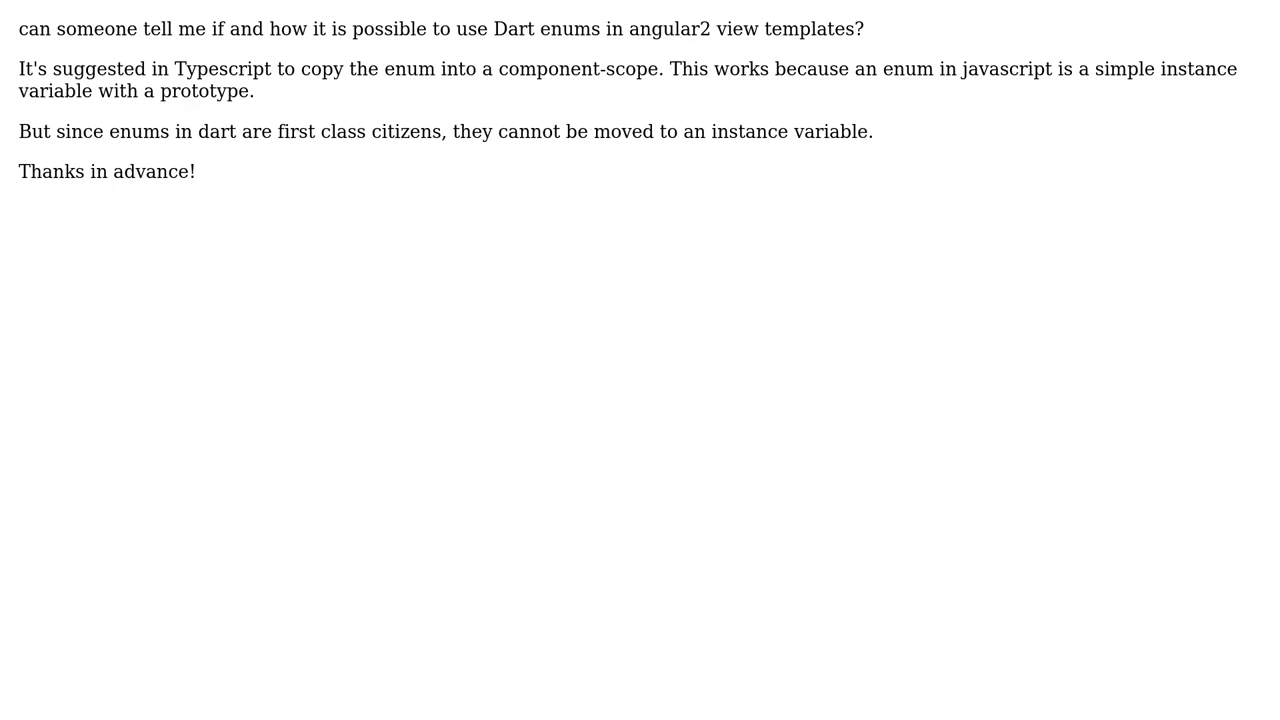 can someone tell me if and how it is possible to use Dart enums in angular2 view templates?
It's suggested in Typescript to copy the enum into a component-scope. This works because an enum in javascript is a simple instance
variable with a prototype.
But since enums in dart are first class citizens, they cannot be moved to an instance variable.
Thanks in advance!